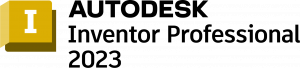 I
AUTODESK
Inventor Professional
2023